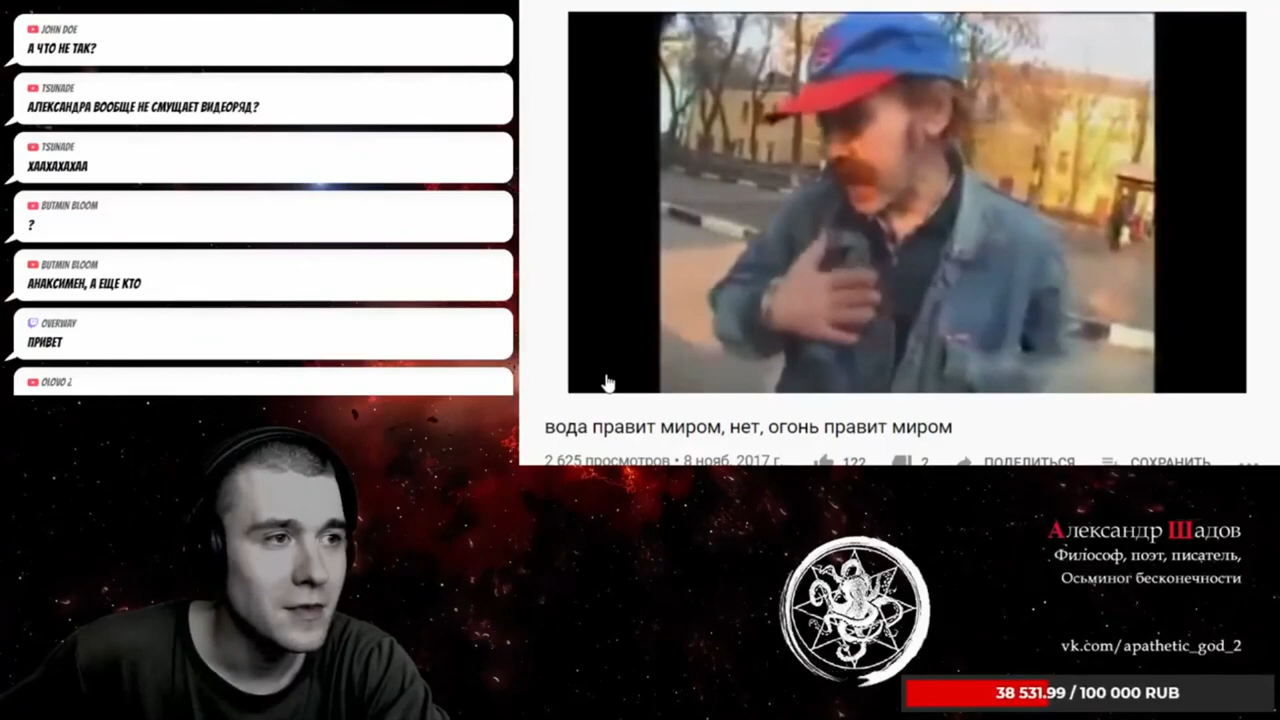 JOHN DOE
А ЧТО НЕ ТАК?
TSUNADE
АЛЕКСАНДРА ВООБЩЕ НЕ СМУЩАЕТ ВИДЕОРЯД?
TSUNADE
ХААХАХАХАА
BUTMIN BLOOM
?
BUTMIN BLOOM
АНАКСИМЕН, А ЕЩЕ КТО
OVERWAY
ПРИВЕТ
OLOVO
вода правит миром, нет, огонь правит миром
2 625 просмотров • 8 нояб. 2017 г.
122
2
ПОДЕЛИТЬСЯ
СОХРАНИТЬ
Александр Шадов
Философ, поэт, писатель,
Осьминог бесконечности
vk.com/apathetic_god_2
38 531.99 / 100 000 RUB